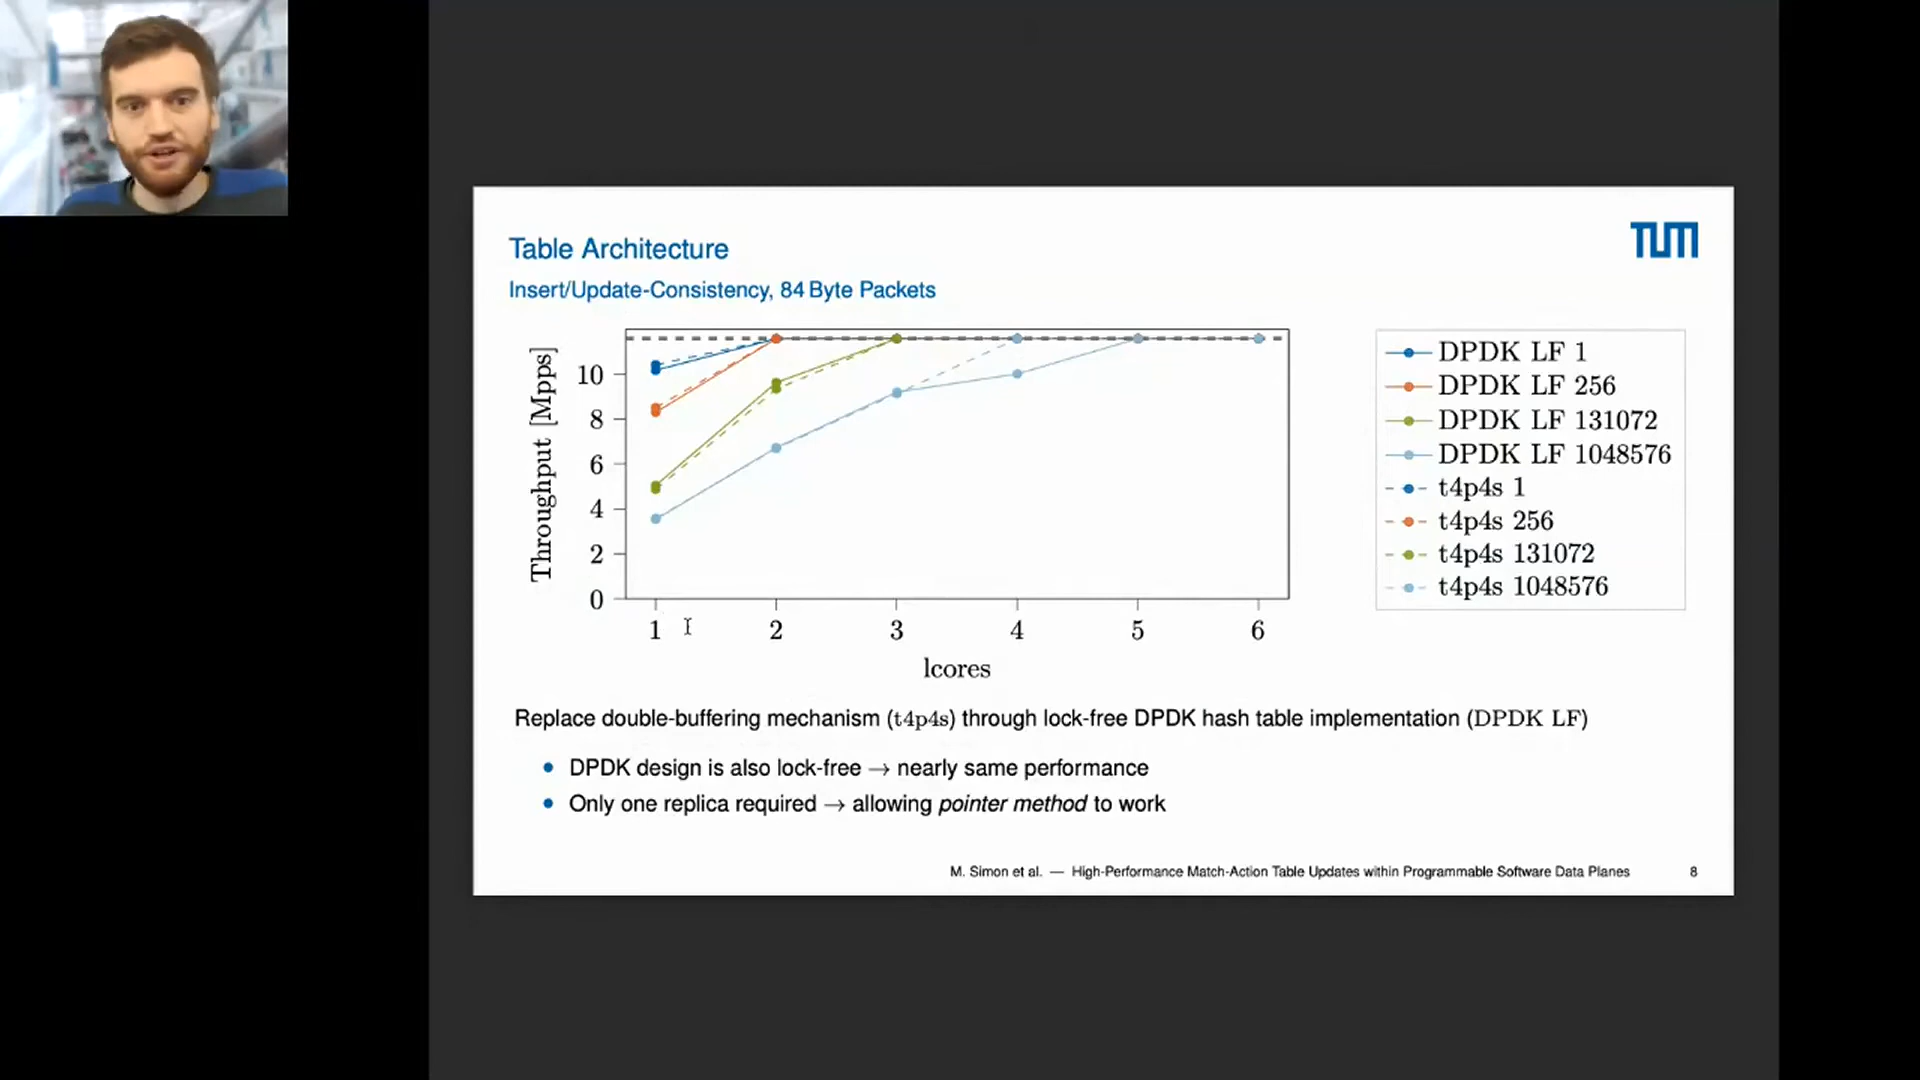 Table Architecture
TUM
Insert/Update-Consistency, 84 Byte Packets
Throughput [Mpps]
10
8
6
4
2
0
1
2
3
4
5
6
lcores
DPDK LF 1
DPDK LF 256
DPDK LF 131072
DPDK LF 1048576
t4p4s 1
t4p4s 256
t4p4s 131072
t4p4s 1048576
Replace double-buffering mechanism (t4p4s) through lock-free DPDK hash table implementation (DPDK LF)
• DPDK design is also lock-free → nearly same performance
• Only one replica required → allowing pointer method to work
M. Simon et al. — High-Performance Match-Action Table Updates within Programmable Software Data Planes 8